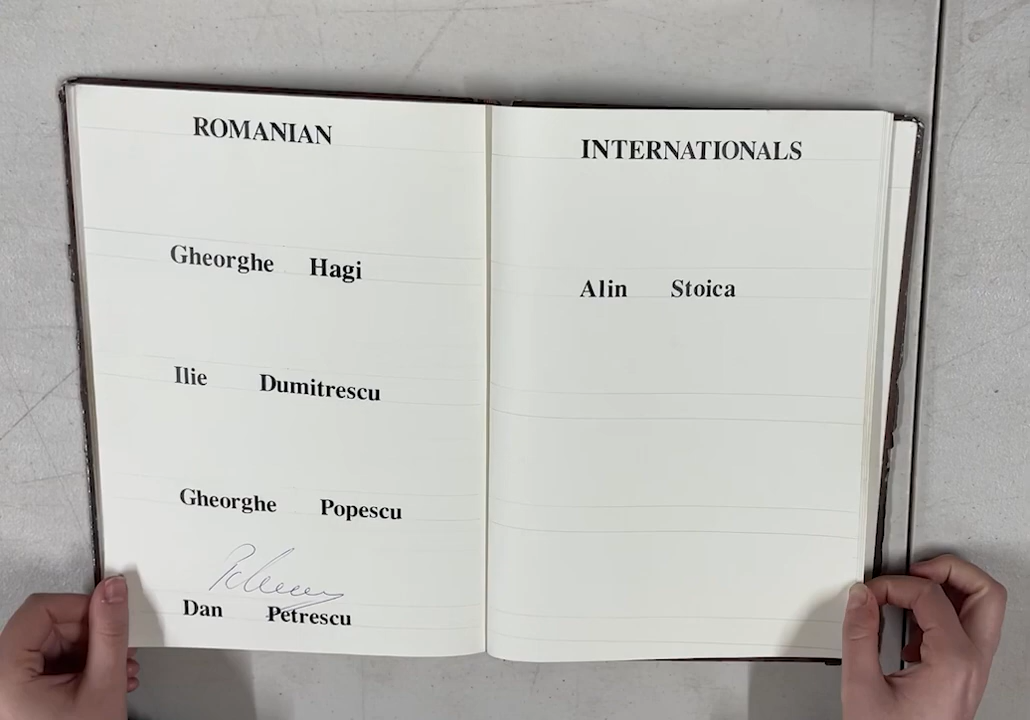 ROMANIAN
Gheorghe Hagi
Ilie Dumitrescu
Gheorghe Popescu
Dan Petrescu
INTERNATIONALS
Alin Stoica